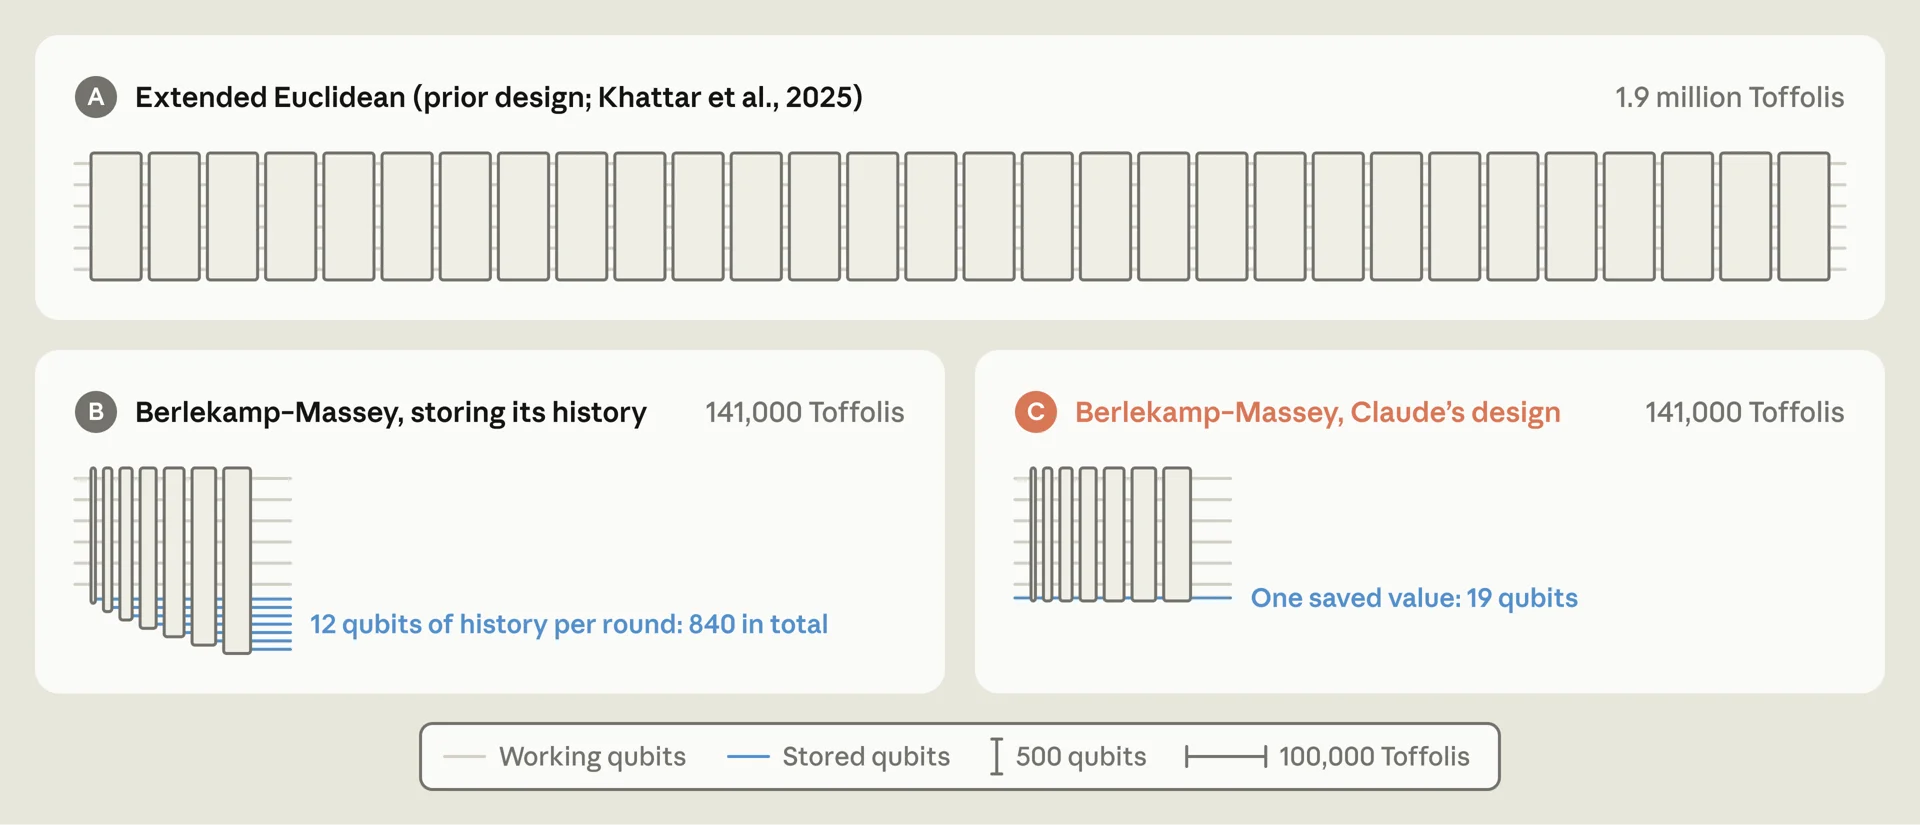 A Extended Euclidean (prior design; Khattar et al., 2025) 1.9 million Toffolis
B Berlekamp–Massey, storing its history 141,000 Toffolis
12 qubits of history per round: 840 in total
C Berlekamp–Massey, Claude’s design 141,000 Toffolis
One saved value: 19 qubits
Working qubits Stored qubits 500 qubits 100,000 Toffolis